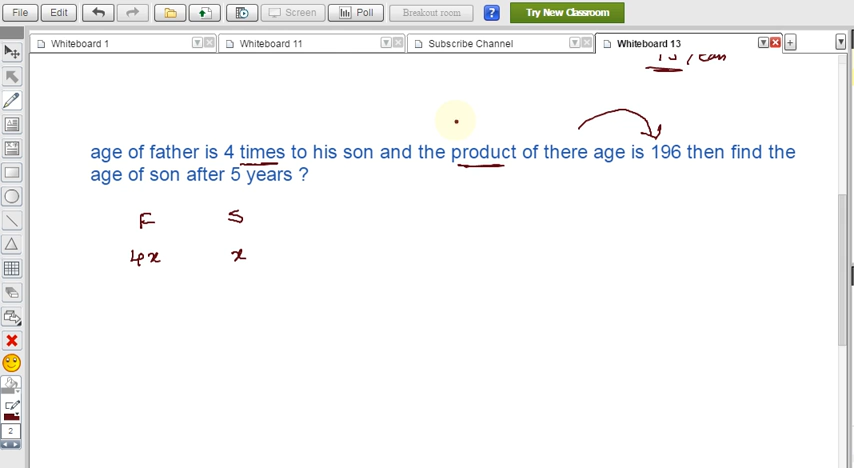 File Edit Screen Poll Breakout room ? Try New Classroom
Whiteboard 1 Whiteboard 11 Subscribe Channel Whiteboard 13
age of father is 4 times to his son and the product of there age is 196 then find the
age of son after 5 years ?
F S
4x x
2